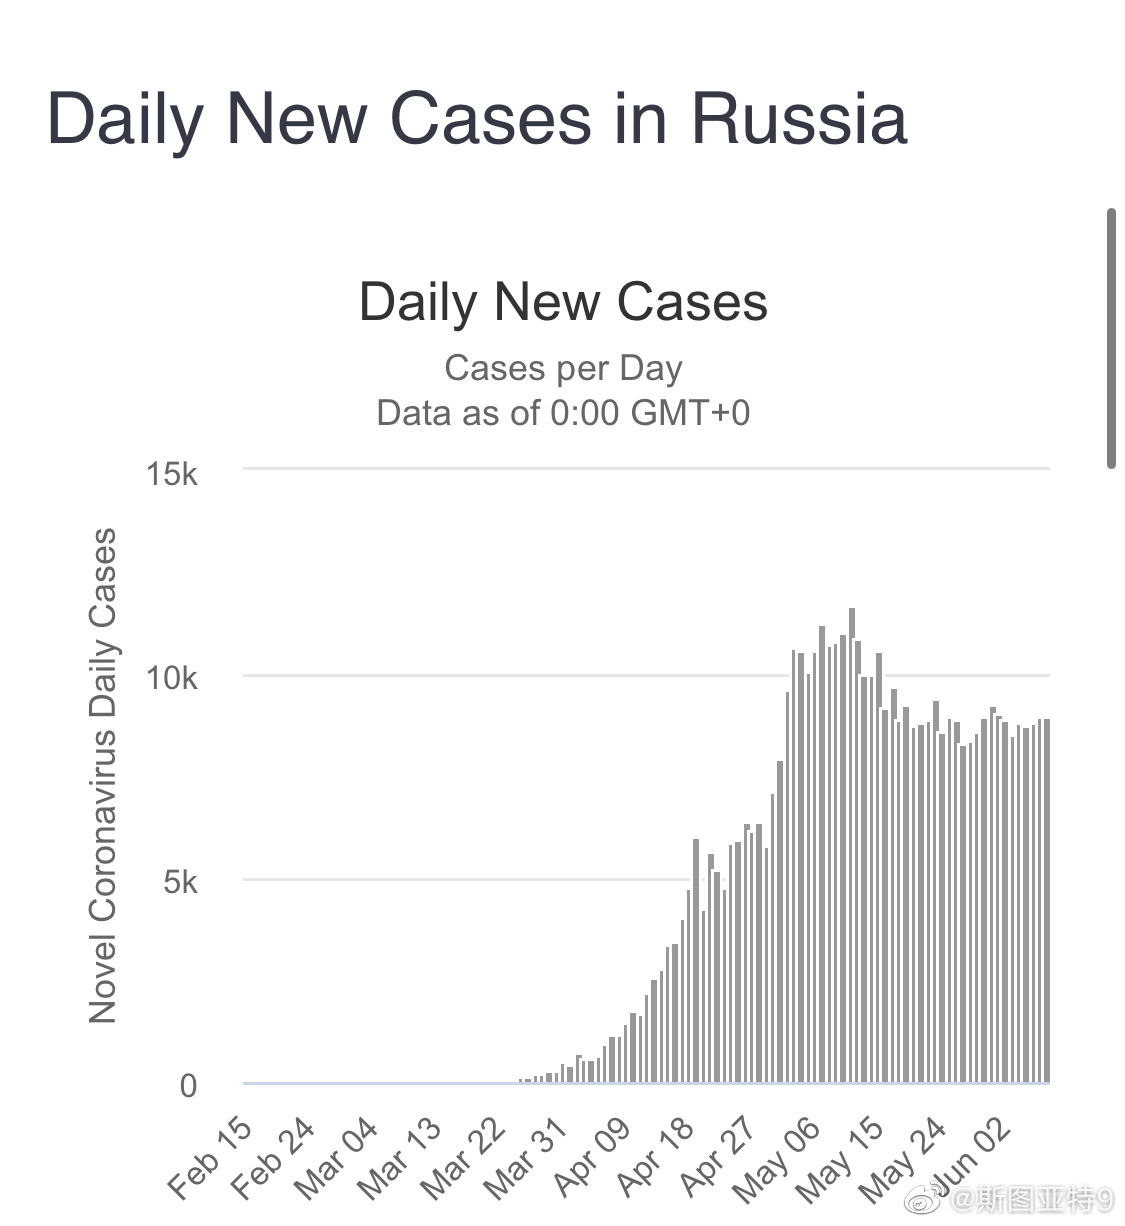 Daily New Cases in Russia
Daily New Cases
Cases per Day
Data as of 0:00 GMT+0
Novel Coronavirus Daily Cases
15k
10k
5k
0
Feb 15
Feb 24
Mar 04
Mar 13
Mar 22
Mar 31
Apr 09
Apr 18
Apr 27
May 06
May 15
May 24
Jun 02
@斯图亚特9